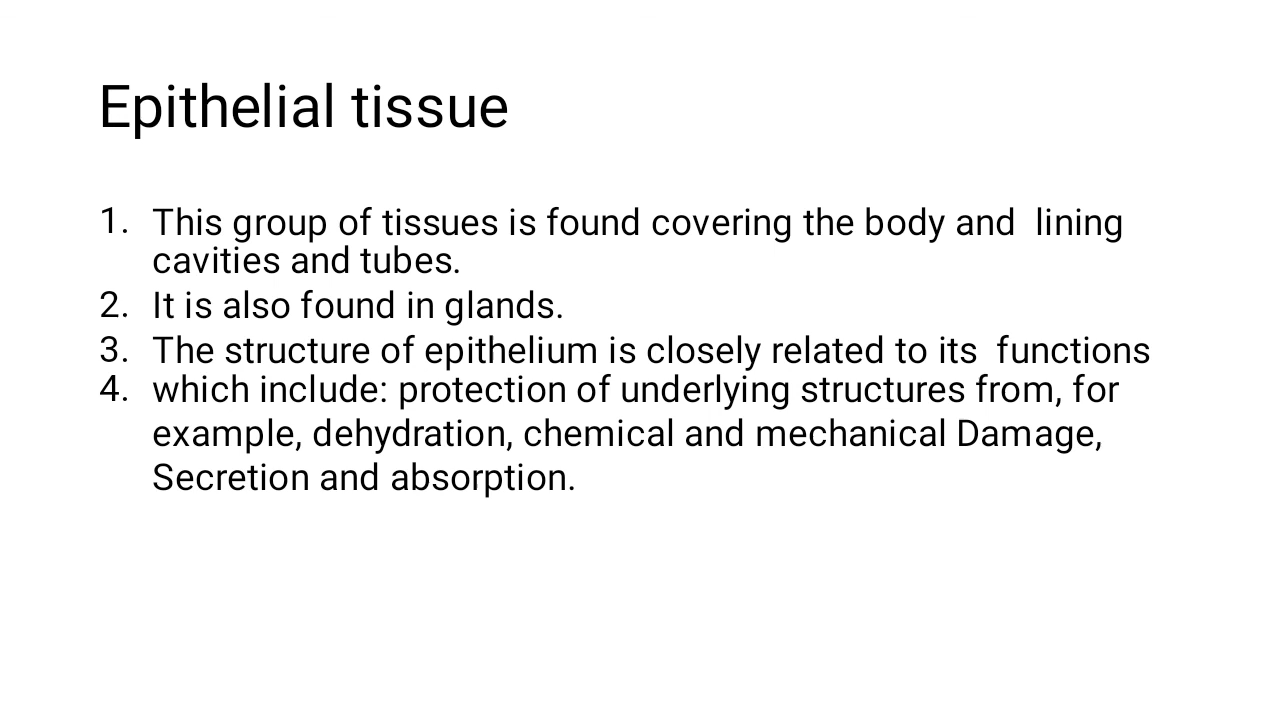 Epithelial tissue
1. This group of tissues is found covering the body and  lining
cavities and tubes.
2. It is also found in glands.
3. The structure of epithelium is closely related to its  functions
4. which include: protection of underlying structures from, for
example, dehydration, chemical and mechanical Damage,
Secretion and absorption.